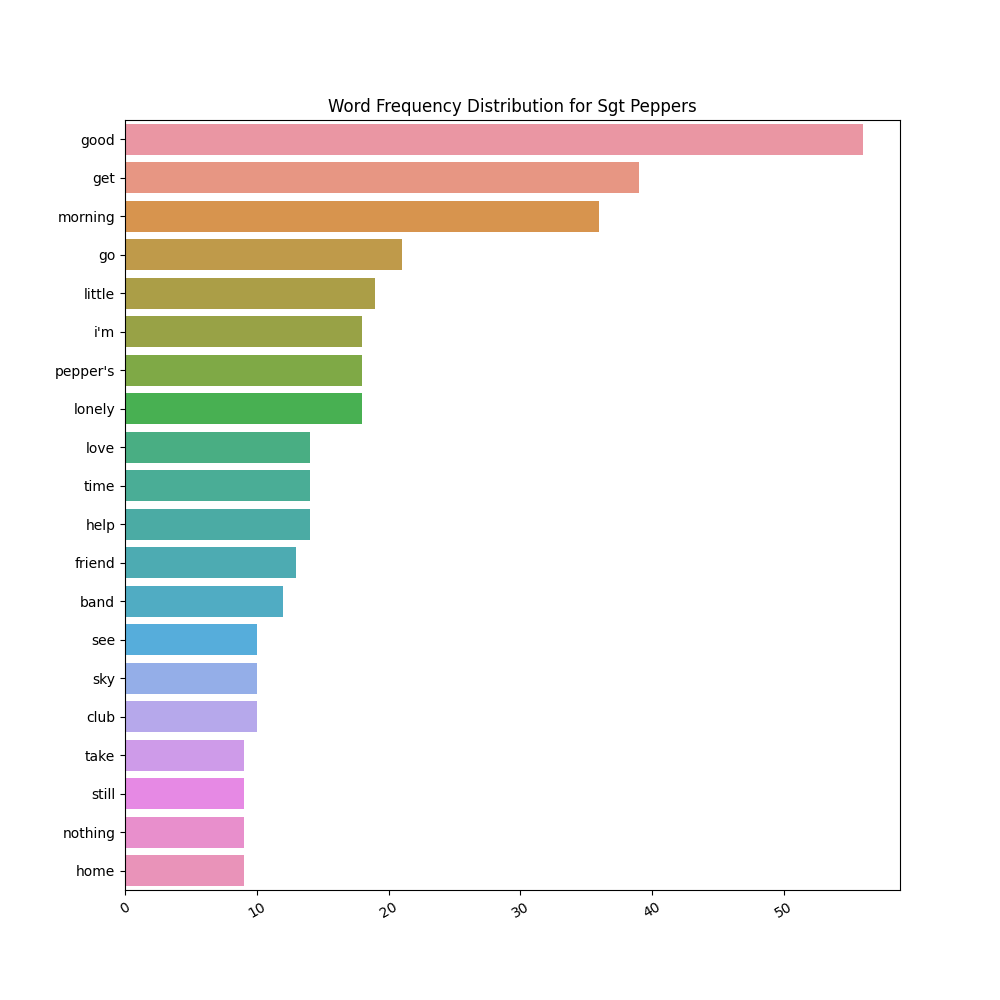 Word Frequency Distribution for Sgt Peppers
good
get
morning
go
little
i'm
pepper's
lonely
love
time
help
friend
band
see
sky
club
take
still
nothing
home
0 10 20 30 40 50